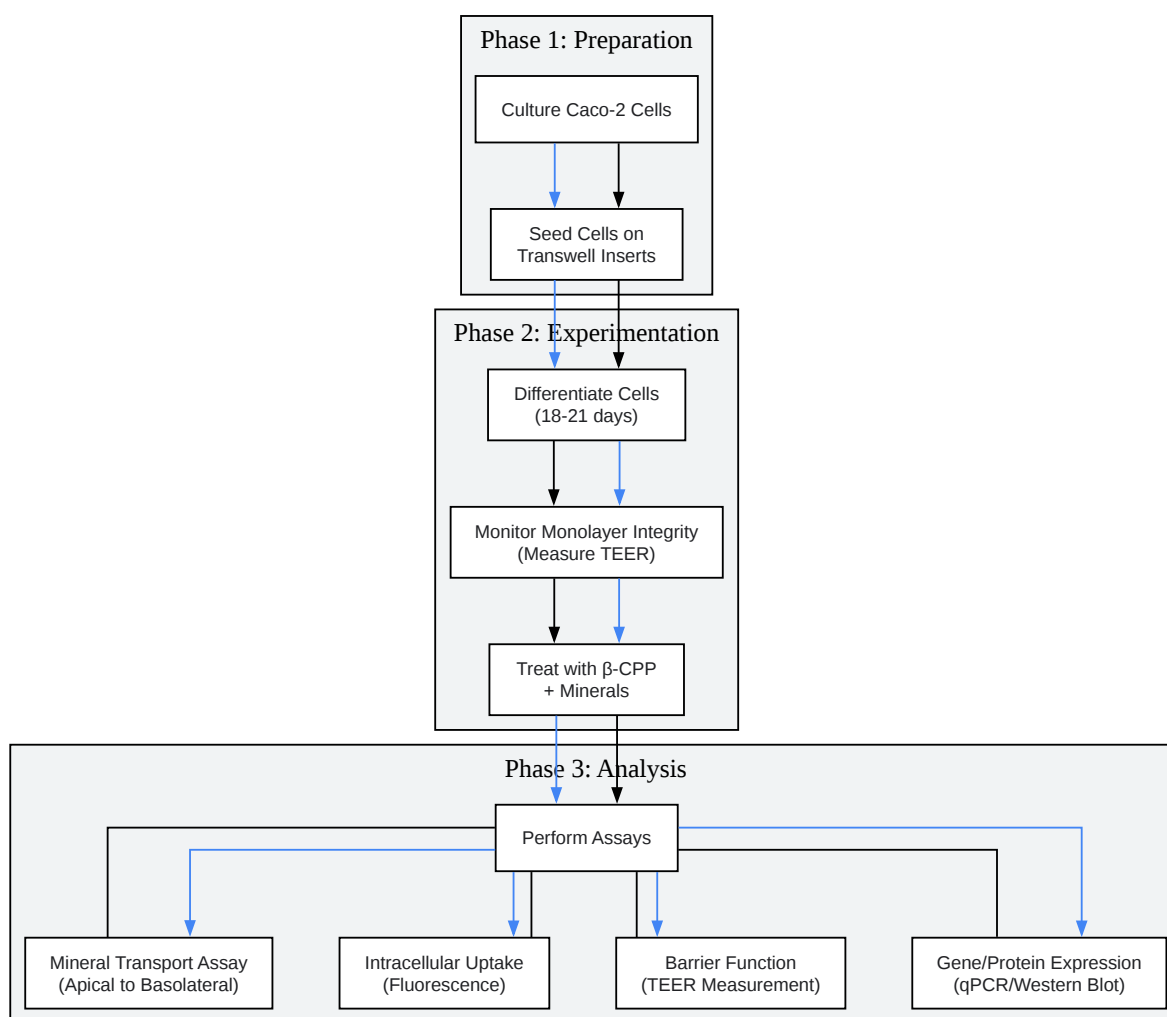 Phase 1: Preparation
Culture Caco-2 Cells
Seed Cells on
Transwell Inserts
Phase 2: Experimentation
Differentiate Cells
(18-21 days)
Monitor Monolayer Integrity
(Measure TEER)
Treat with β-CPP
+ Minerals
Phase 3: Analysis
Perform Assays
Mineral Transport Assay
(Apical to Basolateral)
Intracellular Uptake
(Fluorescence)
Barrier Function
(TEER Measurement)
Gene/Protein Expression
(qPCR/Western Blot)